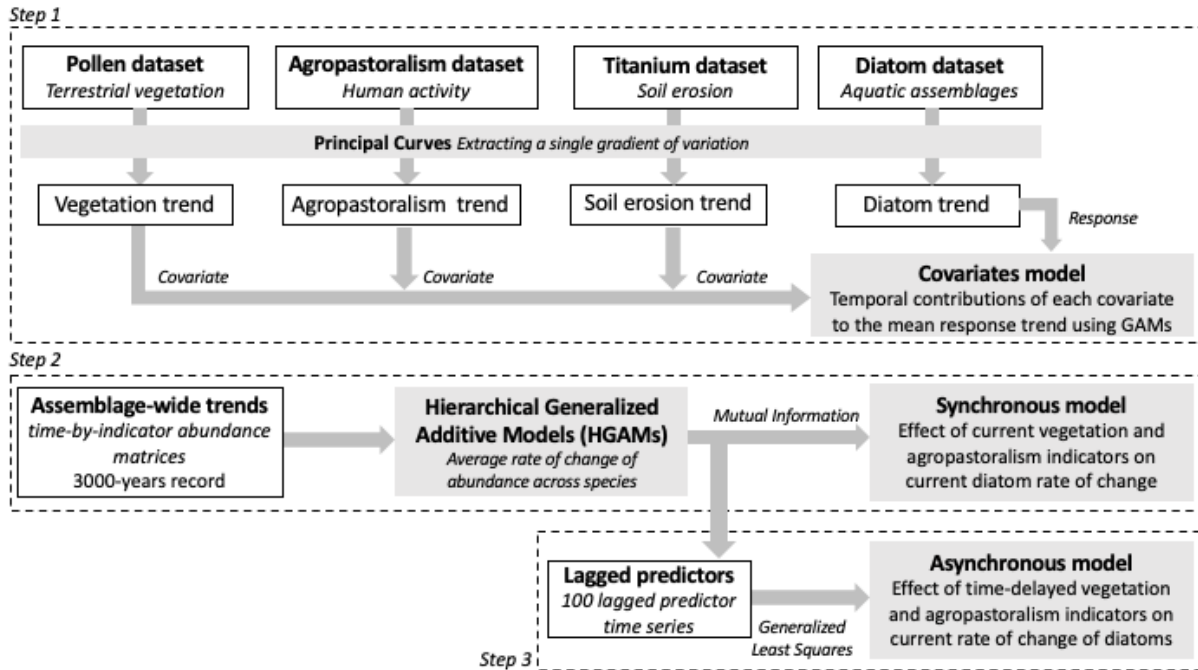 Step 1
Pollen dataset
Terrestrial vegetation
Agropastoralism dataset
Human activity
Titanium dataset
Soil erosion
Diatom dataset
Aquatic assemblages
Principal Curves Extracting a single gradient of variation
Vegetation trend
Agropastoralism trend
Soil erosion trend
Diatom trend
Response
Covariate
Covariate
Covariate
Covariates model
Temporal contributions of each covariate
to the mean response trend using GAMs
Step 2
Assemblage-wide trends
time-by-indicator abundance
matrices
3000-years record
Hierarchical Generalized
Additive Models (HGAMs)
Average rate of change of
abundance across species
Mutual Information
Synchronous model
Effect of current vegetation and
agropastoralism indicators on
current diatom rate of change
Lagged predictors
100 lagged predictor
time series
Generalized
Least Squares
Asynchronous model
Effect of time-delayed vegetation
and agropastoralism indicators on
current rate of change of diatoms
Step 3